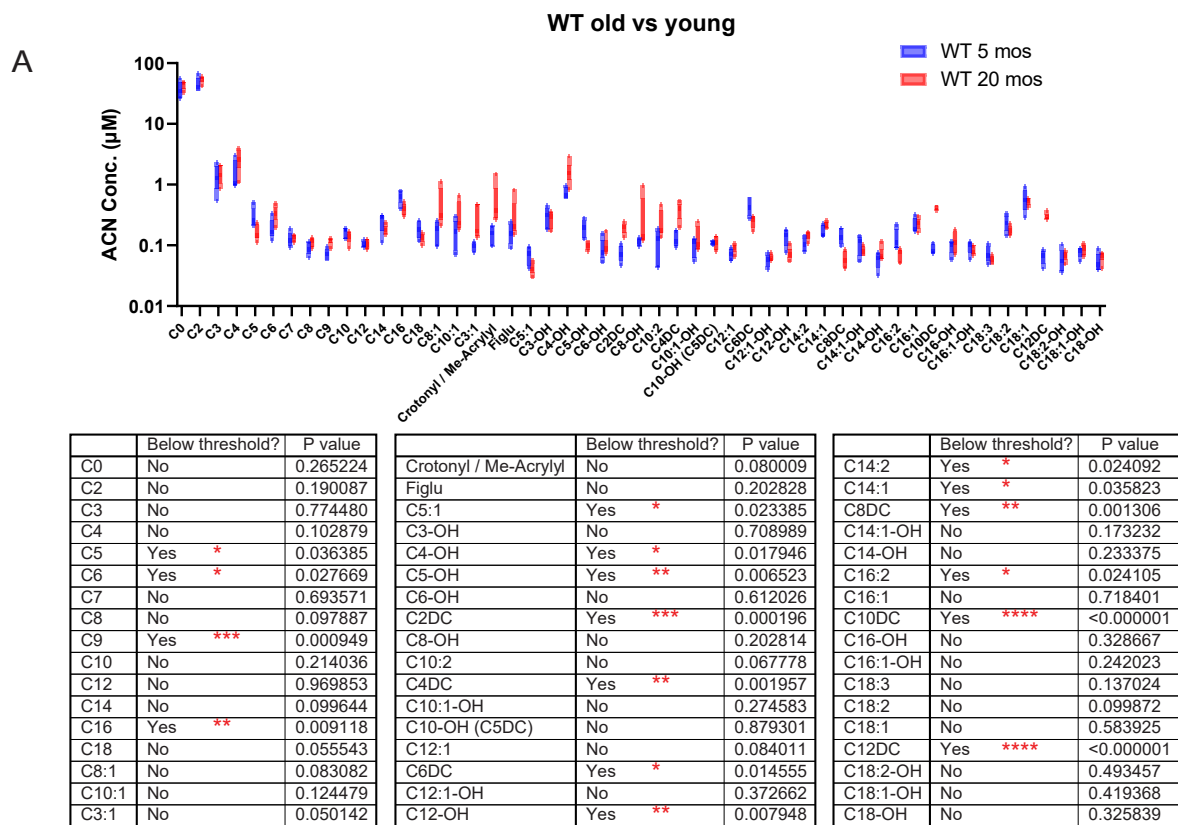 WT old vs young
A
WT 5 mos
WT 20 mos
ACN Conc. (µM)
100
10
1
0.1
0.01
C0
C2
C3
C4
C5
C6
C7
C8
C9
C10
C12
C14
C16
C18
C8:1
C10:1
C3:1
Crotonyl / Me-Acrylyl
Figlu
C5:1
C3-OH
C4-OH
C5-OH
C6-OH
C2DC
C8-OH
C10:2
C4DC
C10:1-OH
C10-OH (C5DC)
C12:1
C6DC
C12:1-OH
C12-OH
C14:2
C14:1
C8DC
C14:1-OH
C14-OH
C16:2
C16:1
C10DC
C16-OH
C16:1-OH
C18:3
C18:2
C18:1
C12DC
C18:2-OH
C18:1-OH
C18-OH
Below threshold? P value
C0 No 0.265224
C2 No 0.190087
C3 No 0.774480
C4 No 0.102879
C5 Yes * 0.036385
C6 Yes * 0.027669
C7 No 0.693571
C8 No 0.097887
C9 Yes *** 0.000949
C10 No 0.214036
C12 No 0.969853
C14 No 0.099644
C16 Yes ** 0.009118
C18 No 0.055543
C8:1 No 0.083082
C10:1 No 0.124479
C3:1 No 0.050142
Below threshold? P value
Crotonyl / Me-Acrylyl No 0.080009
Figlu No 0.202828
C5:1 Yes * 0.023385
C3-OH No 0.708989
C4-OH Yes * 0.017946
C5-OH Yes ** 0.006523
C6-OH No 0.612026
C2DC Yes *** 0.000196
C8-OH No 0.202814
C10:2 No 0.067778
C4DC Yes ** 0.001957
C10:1-OH No 0.274583
C10-OH (C5DC) No 0.879301
C12:1 No 0.084011
C6DC Yes * 0.014555
C12:1-OH No 0.372662
C12-OH Yes ** 0.007948
Below threshold? P value
C14:2 Yes * 0.024092
C14:1 Yes * 0.035823
C8DC Yes ** 0.001306
C14:1-OH No 0.173232
C14-OH No 0.233375
C16:2 Yes * 0.024105
C16:1 No 0.718401
C10DC Yes **** <0.000001
C16-OH No 0.328667
C16:1-OH No 0.242023
C18:3 No 0.137024
C18:2 No 0.099872
C18:1 No 0.583925
C12DC Yes **** <0.000001
C18:2-OH No 0.493457
C18:1-OH No 0.419368
C18-OH No 0.325839